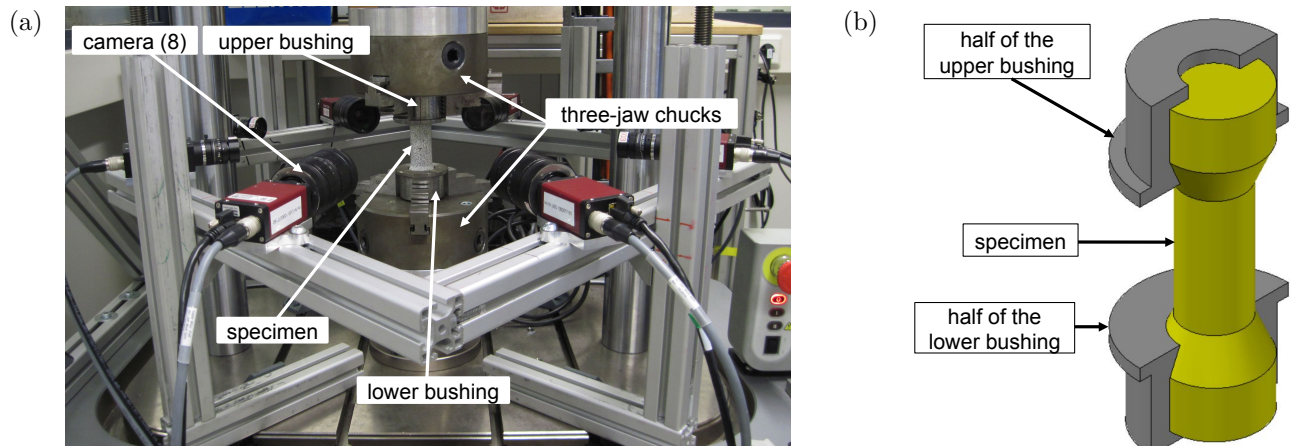 (a)
camera (8)
upper bushing
three-jaw chucks
specimen
lower bushing
(b)
half of the
upper bushing
specimen
half of the
lower bushing